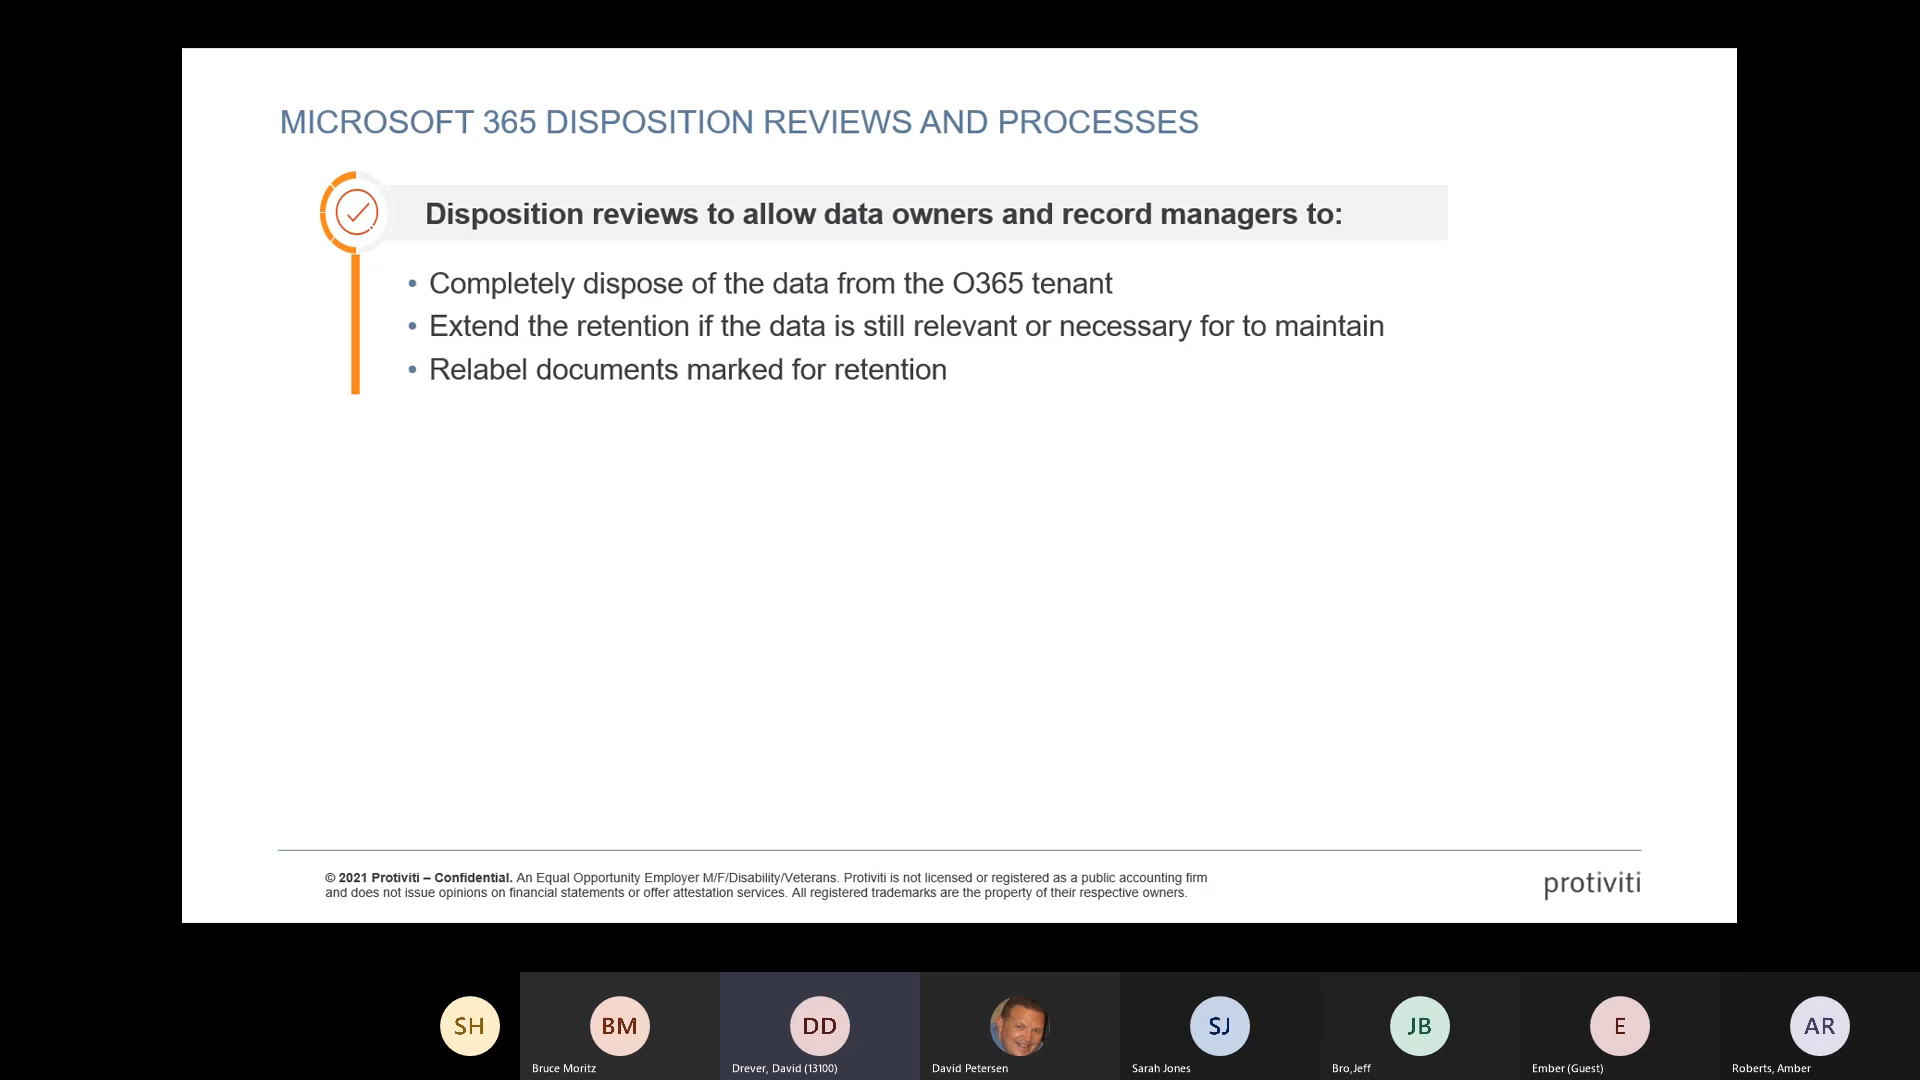 MICROSOFT 365 DISPOSITION REVIEWS AND PROCESSES
Disposition reviews to allow data owners and record managers to:
• Completely dispose of the data from the O365 tenant
• Extend the retention if the data is still relevant or necessary for to maintain
• Relabel documents marked for retention
© 2021 Protiviti – Confidential. An Equal Opportunity Employer M/F/Disability/Veterans. Protiviti is not licensed or registered as a public accounting firm
and does not issue opinions on financial statements or offer attestation services. All registered trademarks are the property of their respective owners.
protiviti
SH
BM
DD
SJ
JB
E
AR
Bruce Moritz
Drever, David (13100)
David Petersen
Sarah Jones
Bro,Jeff
Ember (Guest)
Roberts, Amber